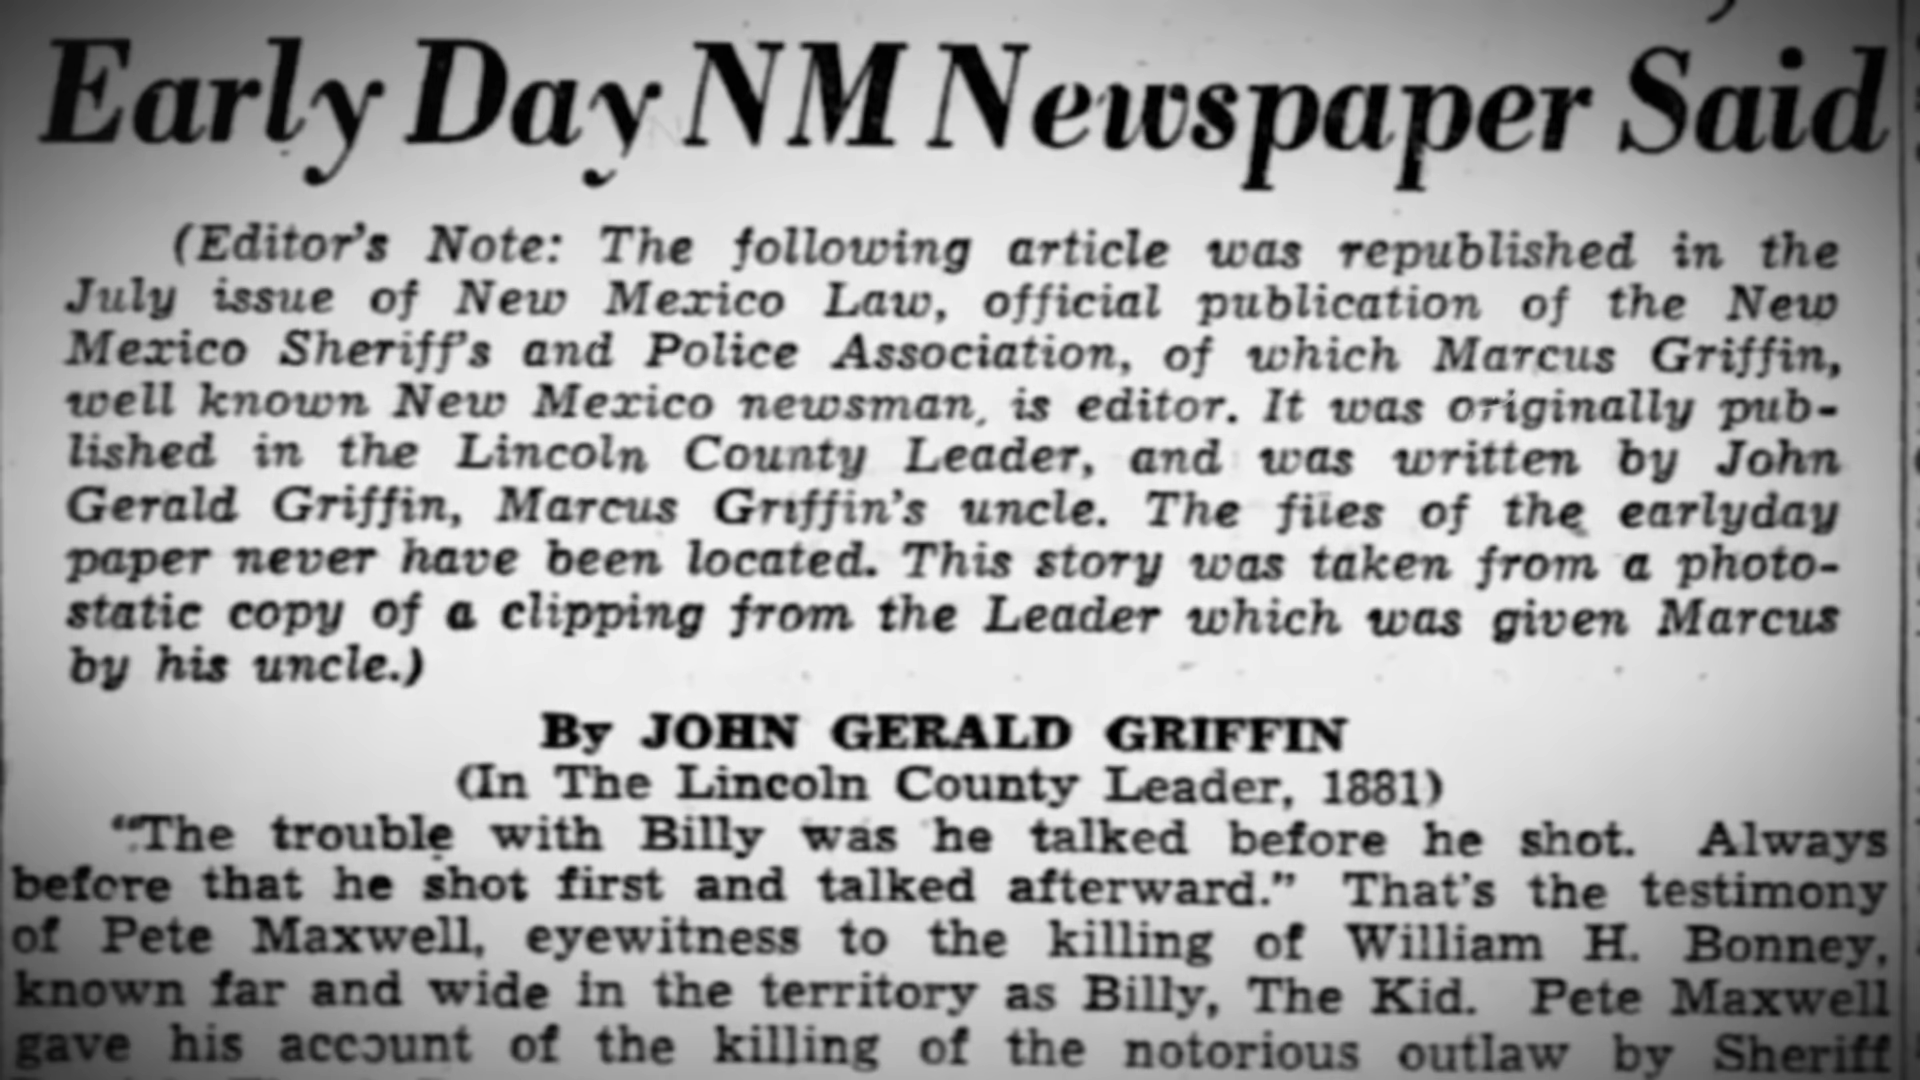 Early Day NM Newspaper Said
(Editor's Note: The following article was republished in the
July issue of New Mexico Law, official publication of the New
Mexico Sheriff's and Police Association, of which Marcus Griffin,
well known New Mexico newsman, is editor. It was originally pub-
lished in the Lincoln County Leader, and was written by John
Gerald Griffin, Marcus Griffin's uncle. The files of the earlyday
paper never have been located. This story was taken from a photo-
static copy of a clipping from the Leader which was given Marcus
by his uncle.)
By JOHN GERALD GRIFFIN
(In The Lincoln County Leader, 1881)
"The trouble with Billy was he talked before he shot. Always
before that he shot first and talked afterward." That's the testimony
of Pete Maxwell, eyewitness to the killing of William H. Bonney,
known far and wide in the territory as Billy, The Kid. Pete Maxwell
gave his account of the killing of the notorious outlaw by Sheriff